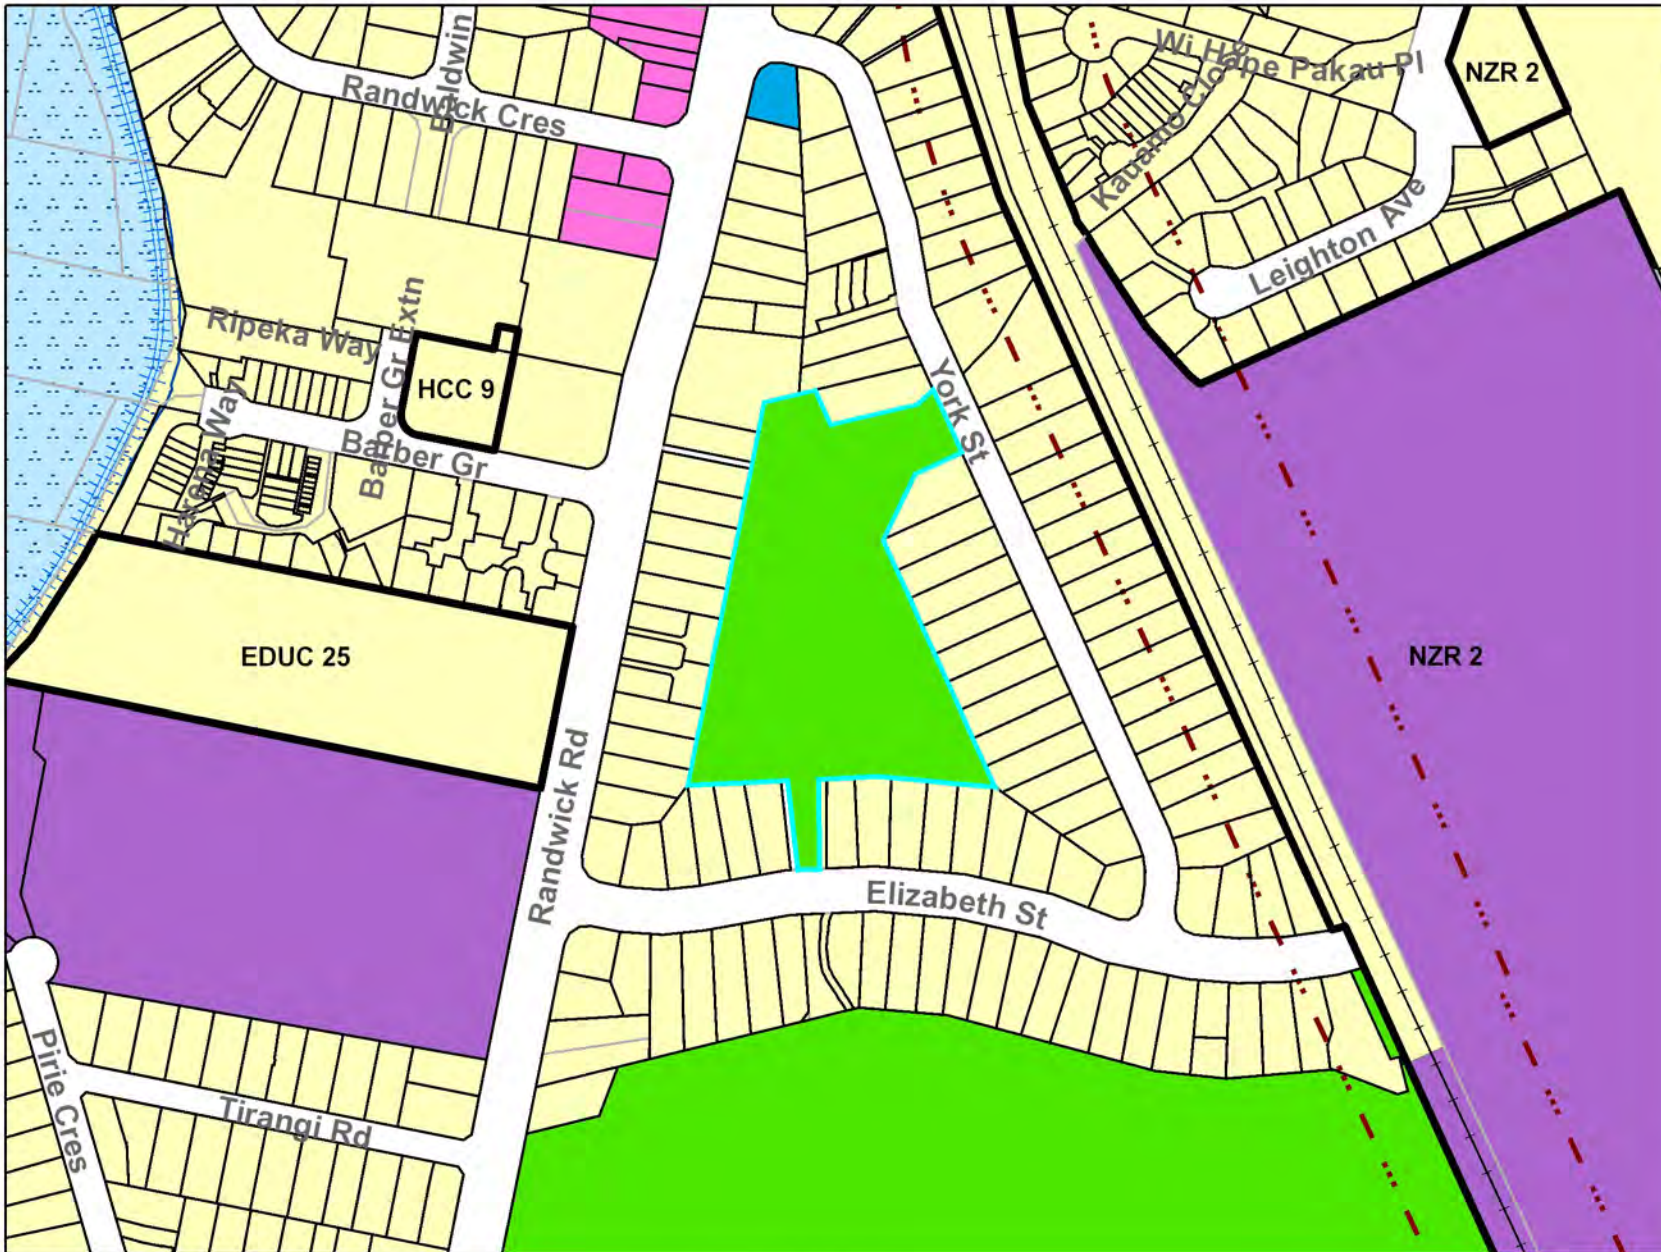 Baldwin
Randwick Cres
Wi Hape Pakau Pl
NZR 2
Kauamo Close
Leighton Ave
Ripeka Way
Barber Gr Extn
HCC 9
York St
Harena Way
Barber Gr
EDUC 25
NZR 2
Randwick Rd
Elizabeth St
Pirie Cres
Tirangi Rd